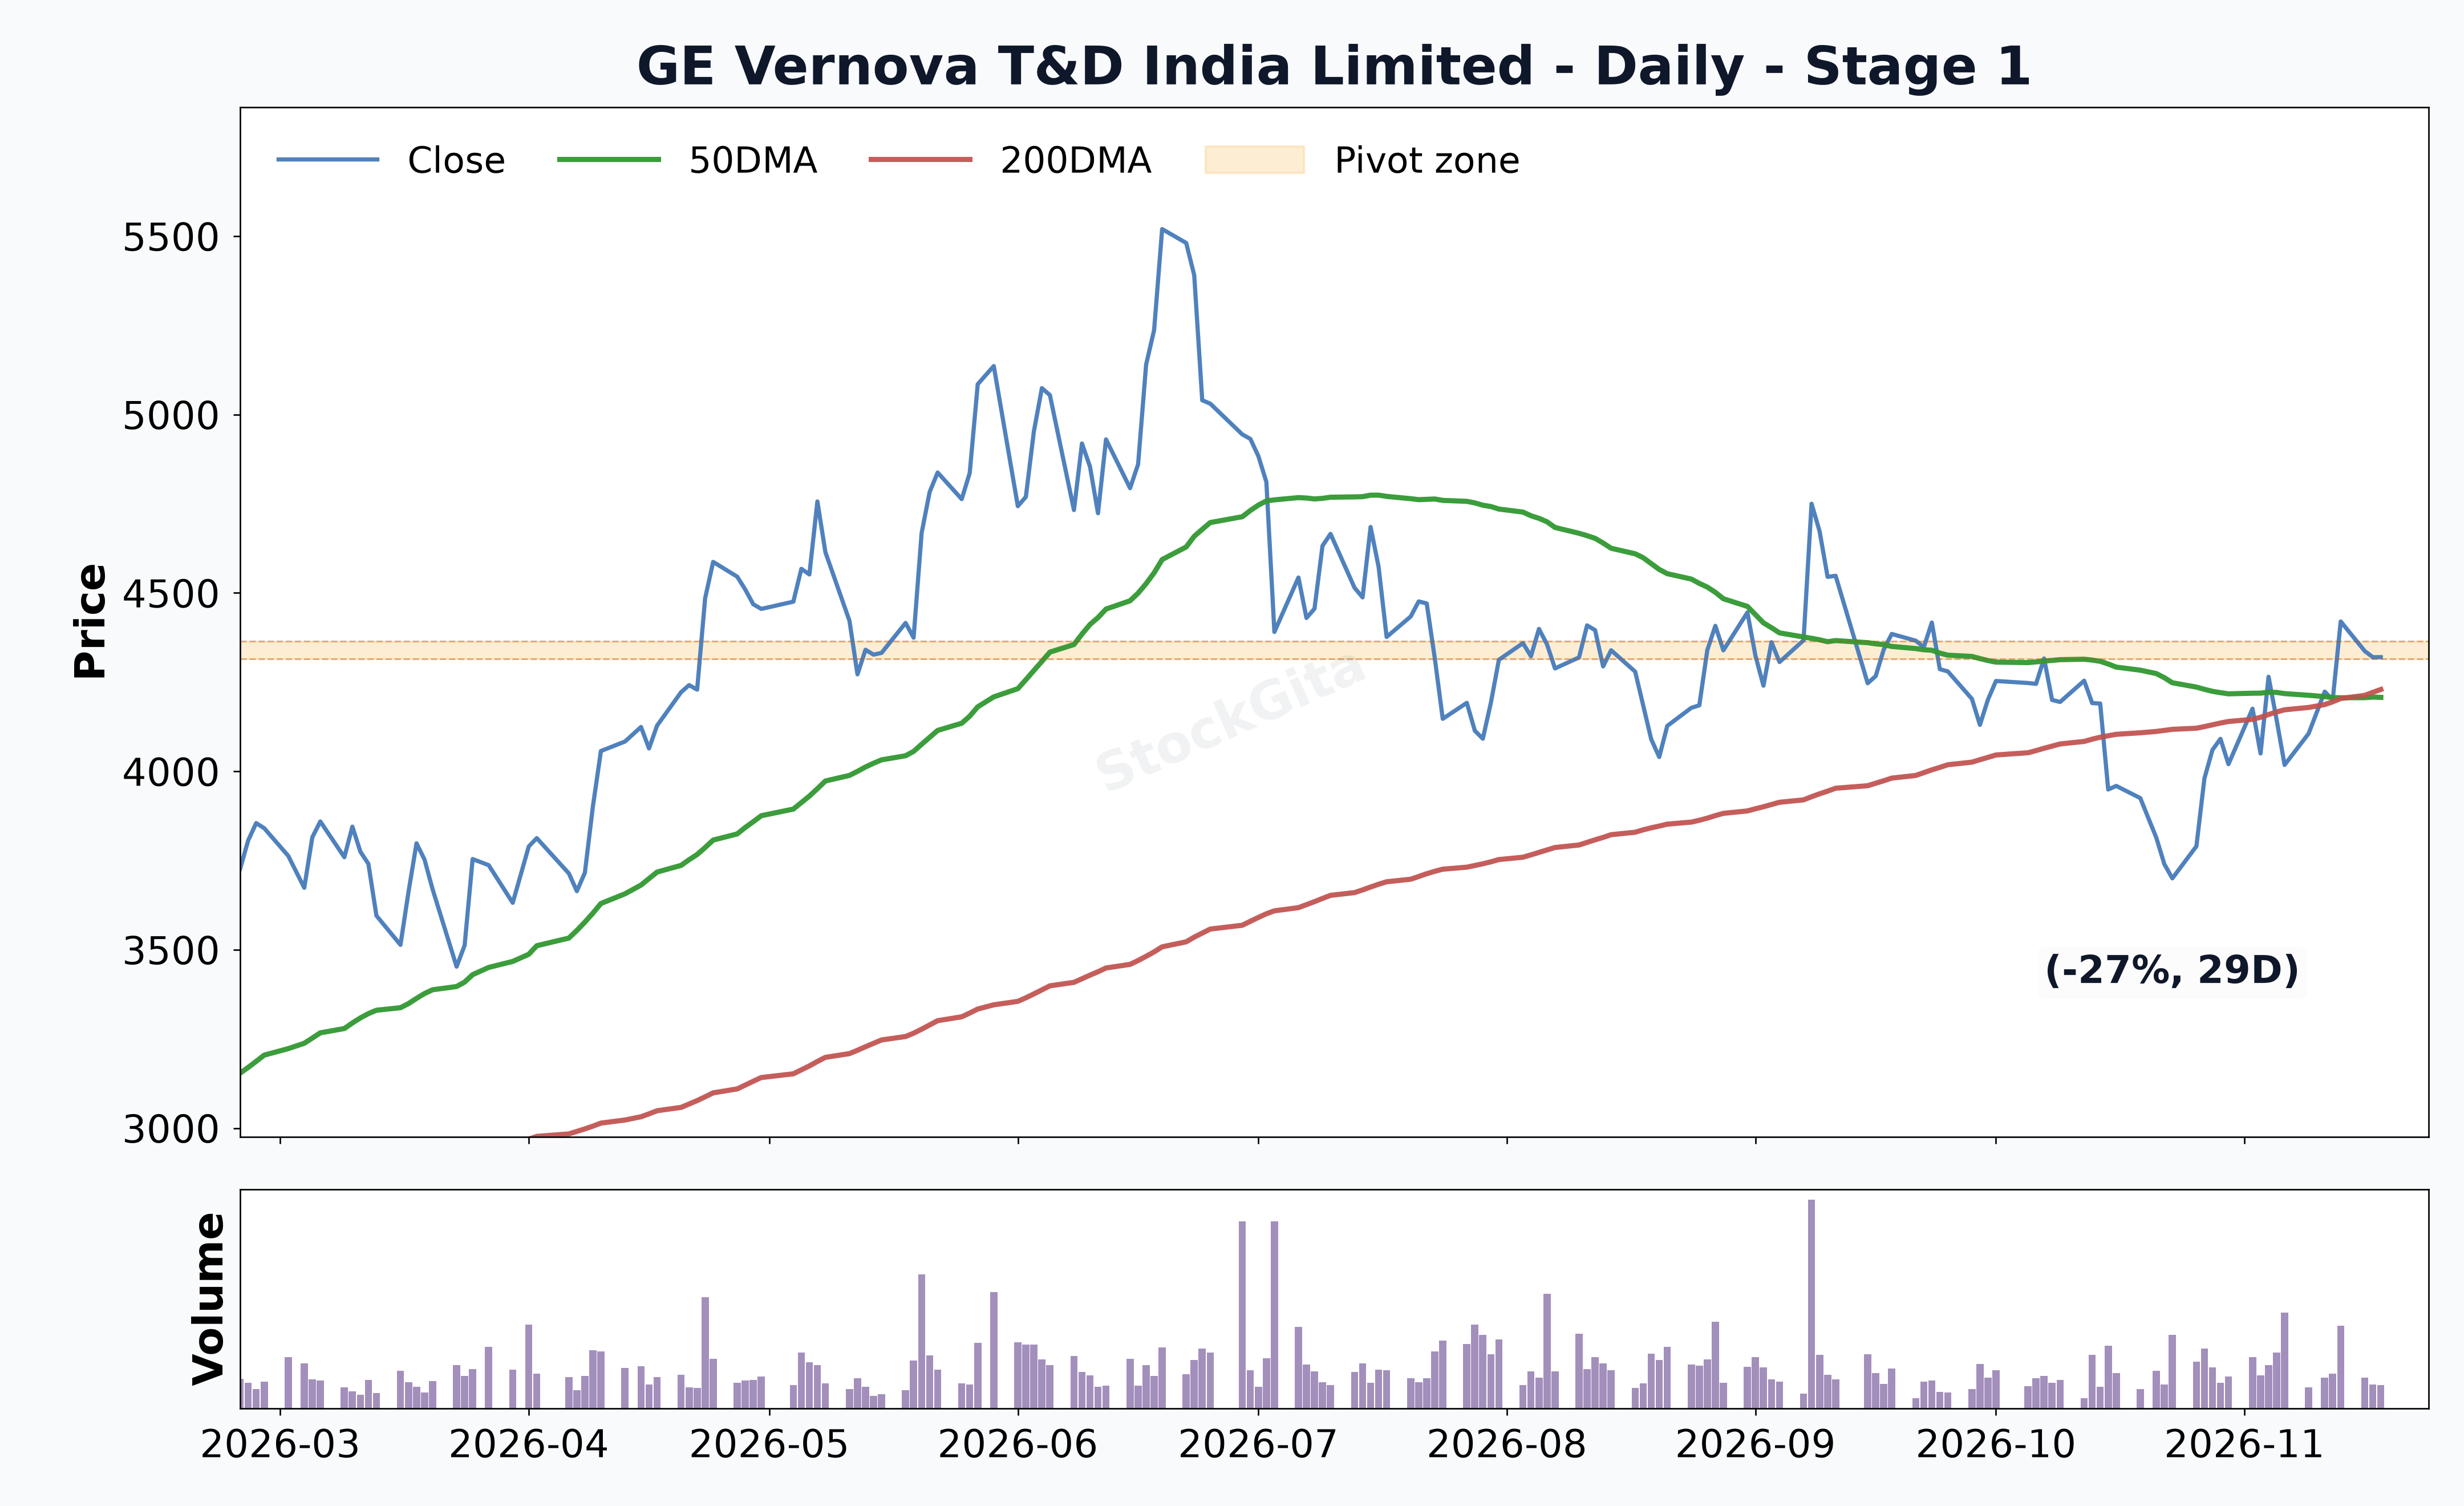 GE Vernova T&D India Limited - Daily - Stage 1
Close 50DMA 200DMA Pivot zone
Price
5500
5000
4500
4000
3500
3000
StockGita
(-27%, 29D)
Volume
2026-03 2026-04 2026-05 2026-06 2026-07 2026-08 2026-09 2026-10 2026-11